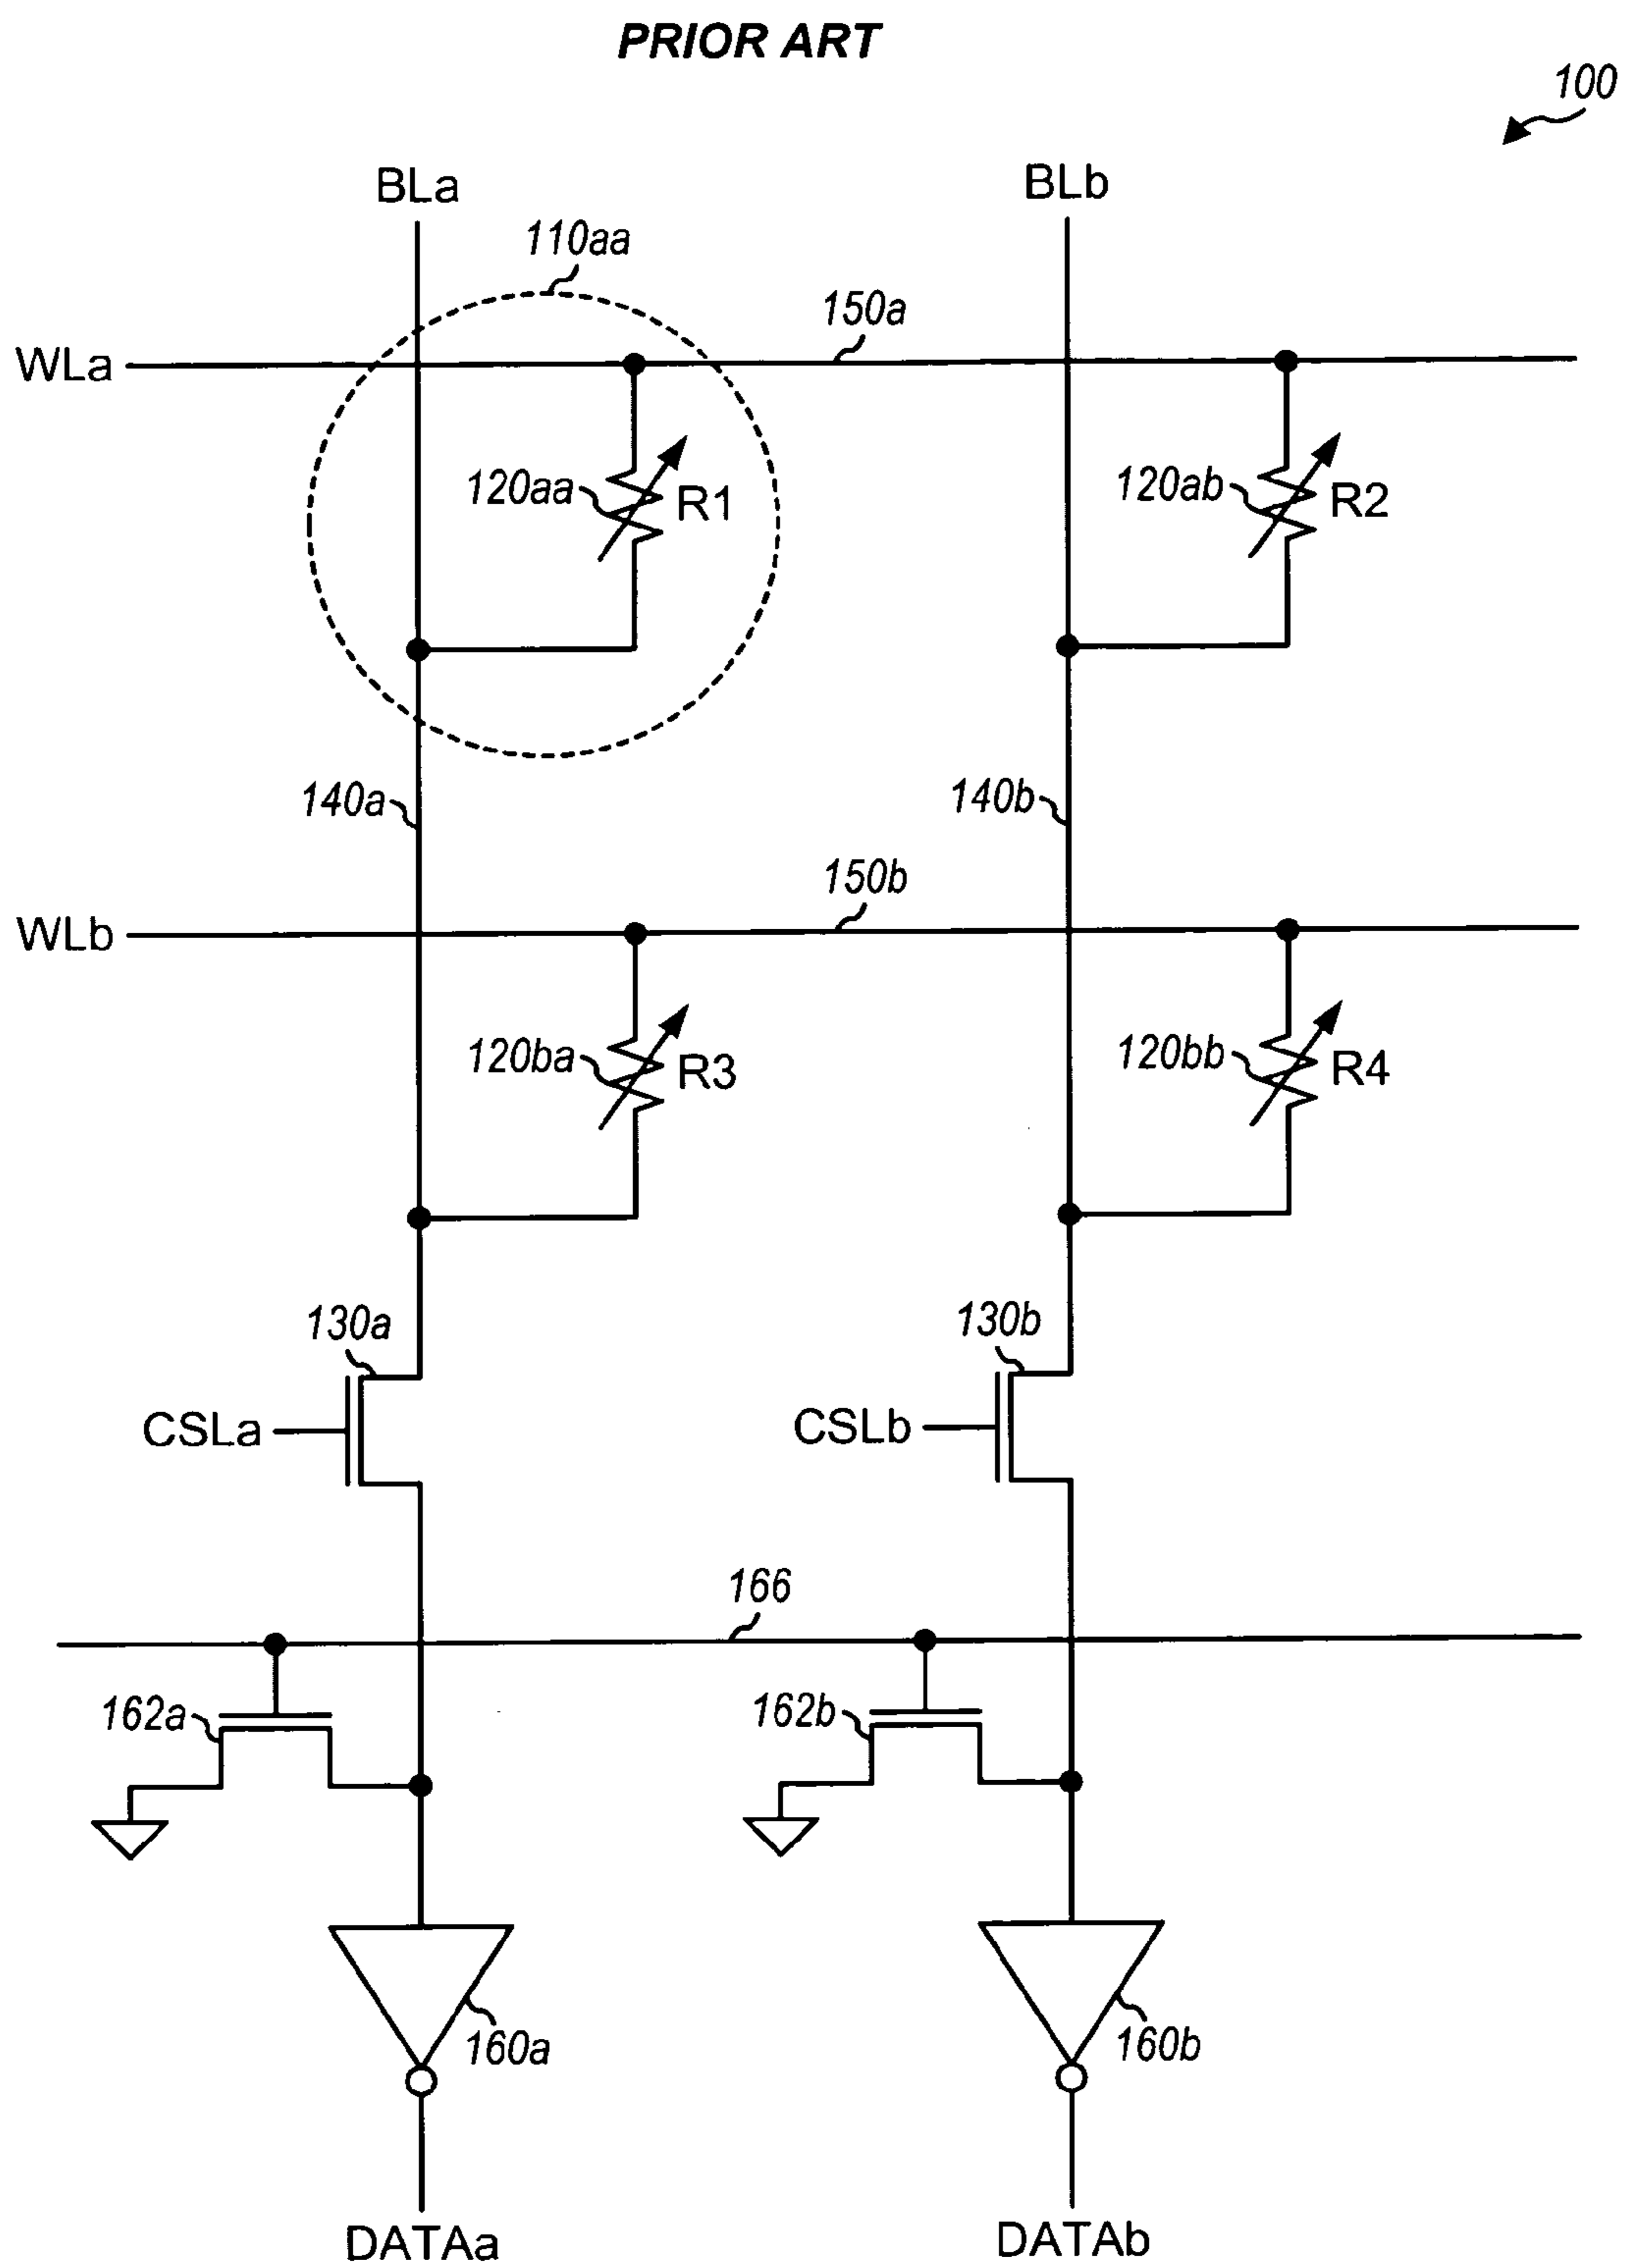 PRIOR ART
100
BLa
BLb
110aa
150a
WLa
120aa
R1
120ab
R2
140a
140b
150b
WLb
120ba
R3
120bb
R4
130a
130b
CSLa
CSLb
166
162a
162b
160a
160b
DATAa
DATAb